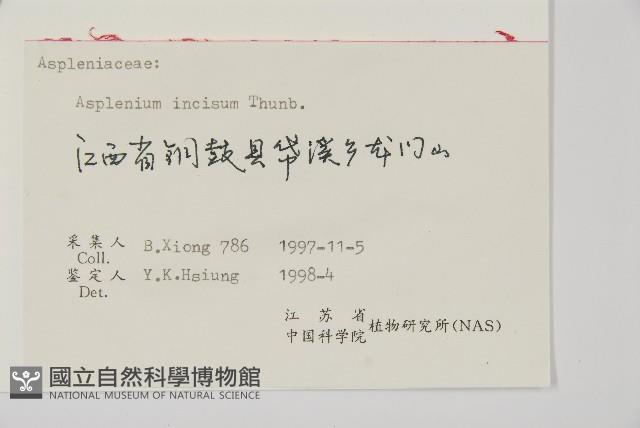 Aspleniaceae:
Asplenium incisum Thunb.
江西省铜鼓县带溪乡龙门山
采集人 B.Xiong 786 1997-11-5
Coll.
鉴定人 Y.K.Hsiung 1998-4
Det.
江苏省
中国科学院植物研究所(NAS)
國立自然科學博物館
NATIONAL MUSEUM OF NATURAL SCIENCE